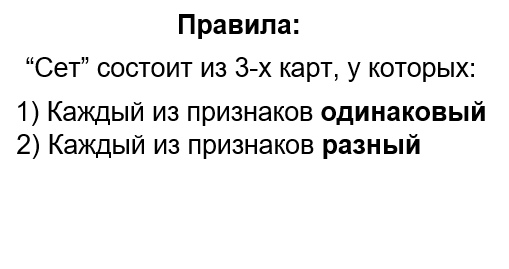 Правила:
“Сет” состоит из 3-х карт, у которых:
1) Каждый из признаков одинаковый
2) Каждый из признаков разный